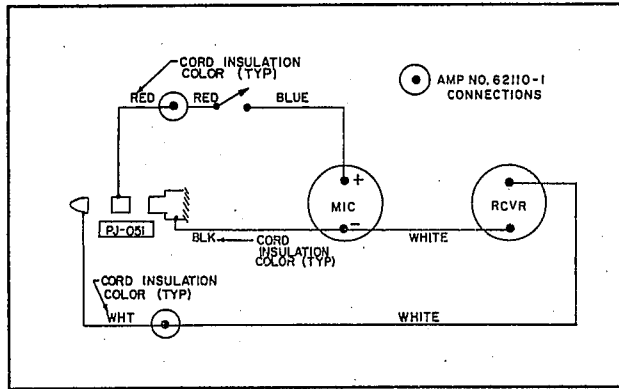 CORD INSULATION
COLOR (TYP)
RED
RED
BLUE
AMP NO. 62110-1
CONNECTIONS
+
MIC
-
RCVR
PJ-051
BLK
CORD
INSULATION
COLOR (TYP)
WHITE
CORD INSULATION
COLOR (TYP)
WHT
WHITE